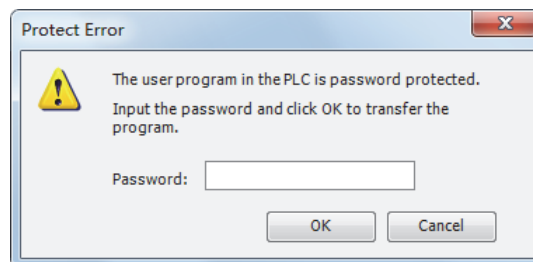 Protect Error
The user program in the PLC is password protected.
Input the password and click OK to transfer the
program.
Password:
OK
Cancel